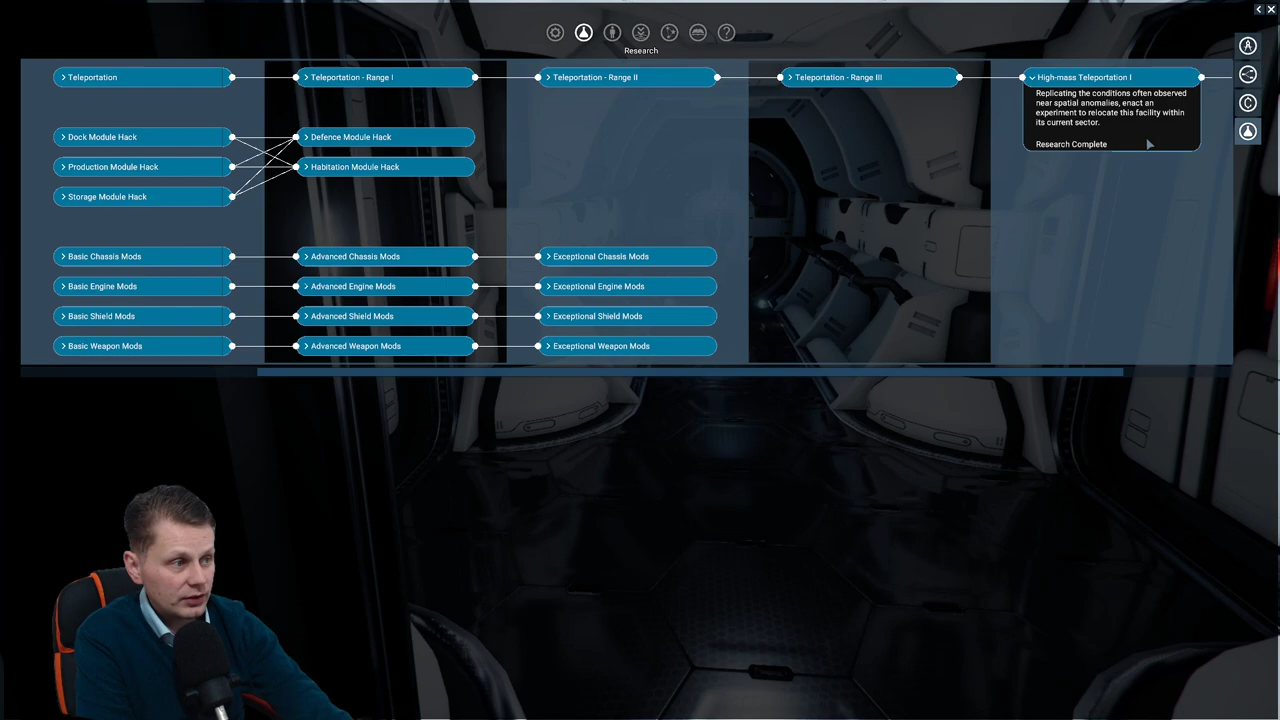 Research
Teleportation
Teleportation - Range I
Teleportation - Range II
Teleportation - Range III
High-mass Teleportation I
Replicating the conditions often observed
near spatial anomalies, enact an
experiment to relocate this facility within
its current sector.
Research Complete
Dock Module Hack
Defence Module Hack
Production Module Hack
Habitation Module Hack
Storage Module Hack
Basic Chassis Mods
Advanced Chassis Mods
Exceptional Chassis Mods
Basic Engine Mods
Advanced Engine Mods
Exceptional Engine Mods
Basic Shield Mods
Advanced Shield Mods
Exceptional Shield Mods
Basic Weapon Mods
Advanced Weapon Mods
Exceptional Weapon Mods